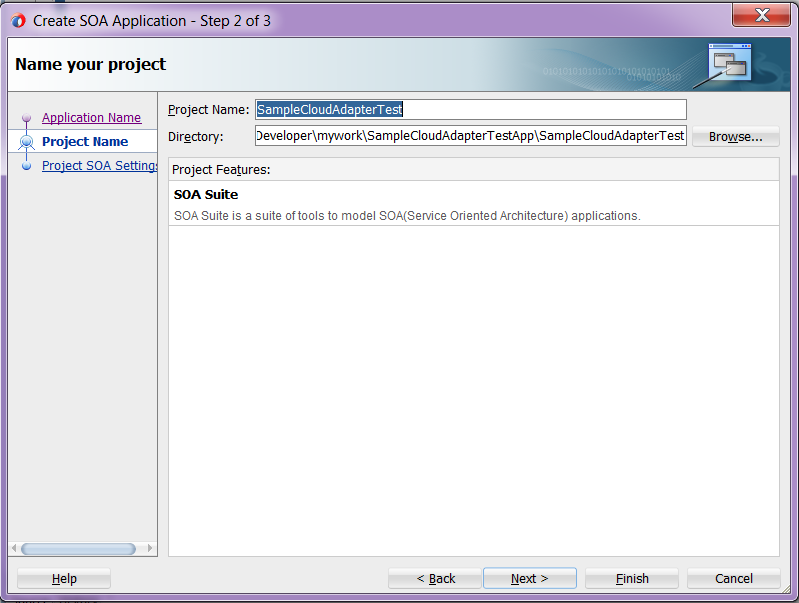 Create SOA Application - Step 2 of 3
Name your project
Application Name
Project Name
Project SOA Settings
Project Name: SampleCloudAdapterTest
Directory: Developer\mywork\SampleCloudAdapterTestApp\SampleCloudAdapterTest Browse...
Project Features:
SOA Suite
SOA Suite is a suite of tools to model SOA(Service Oriented Architecture) applications.
Help < Back Next > Finish Cancel